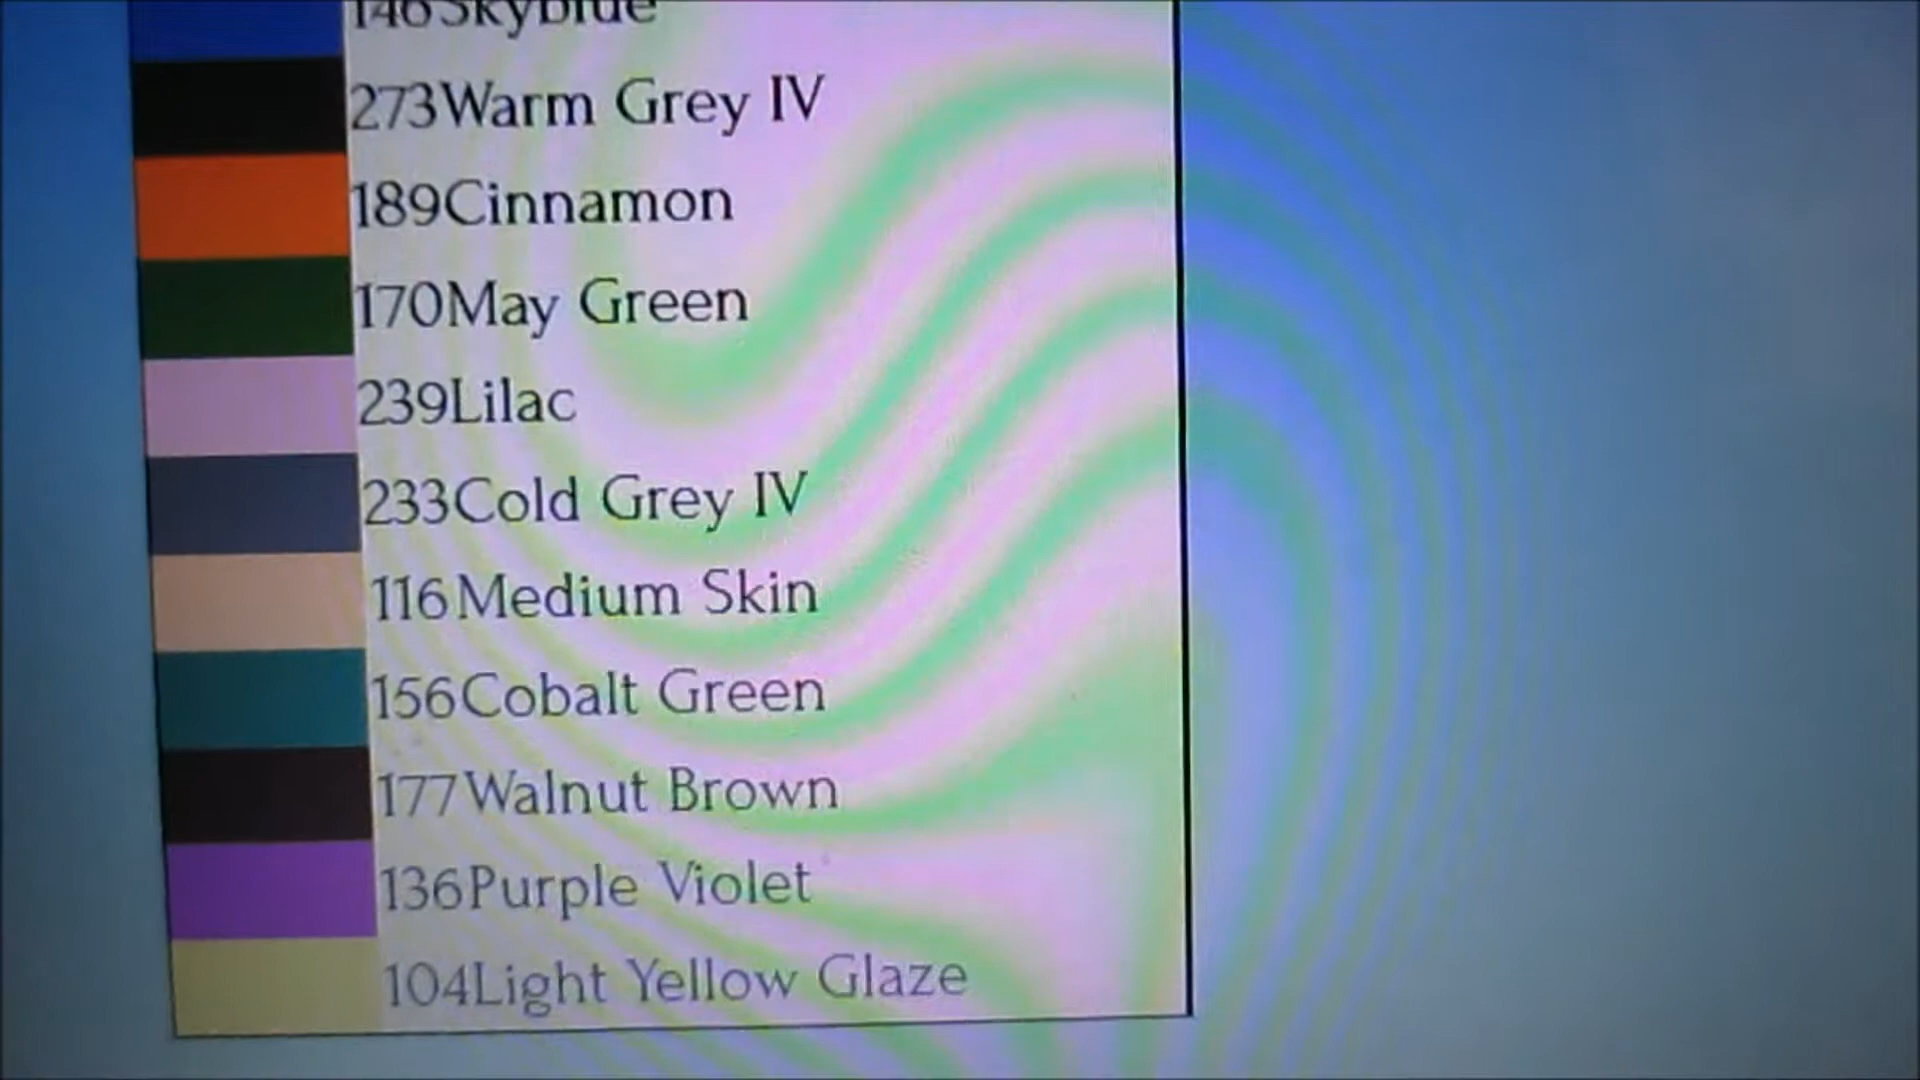 146Skyblue
273Warm Grey IV
189Cinnamon
170May Green
239Lilac
233Cold Grey IV
116Medium Skin
156Cobalt Green
177Walnut Brown
136Purple Violet
104Light Yellow Glaze